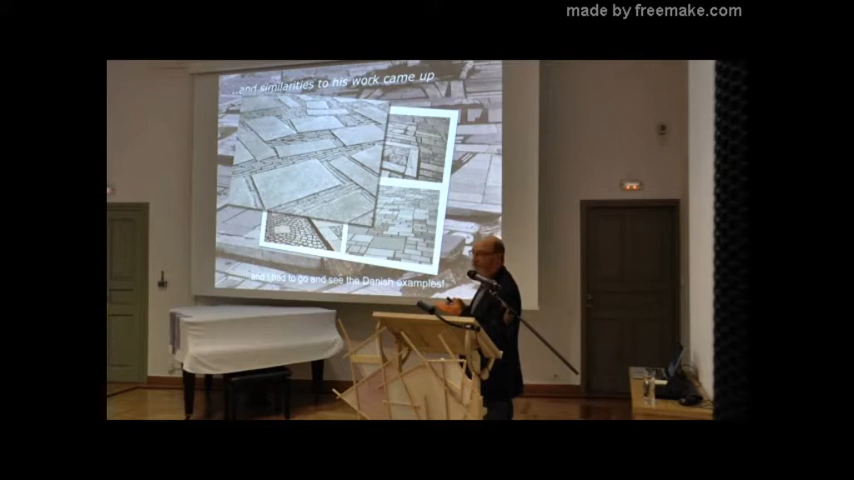 made by freemake.com
...and similarities to his work came up
and I had to go and see the Danish examples!